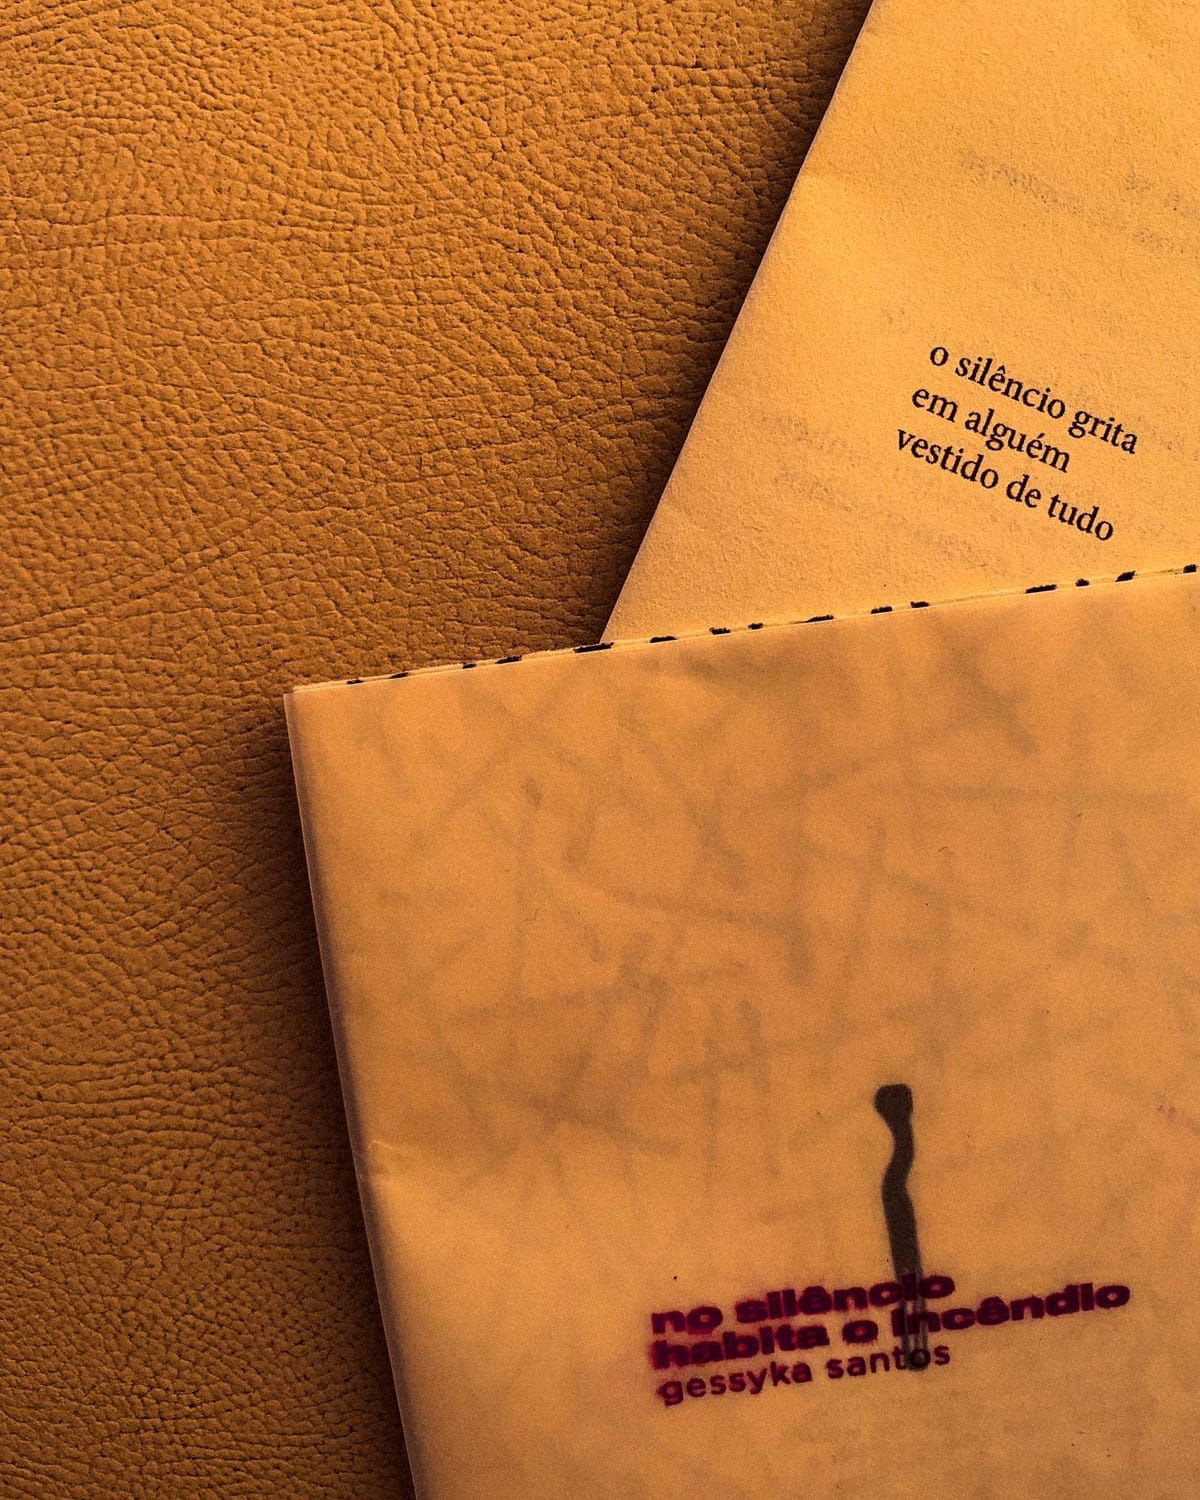 o silêncio grita
em alguém
vestido de tudo
no silêncio
habita o incêndio
gessyka santos